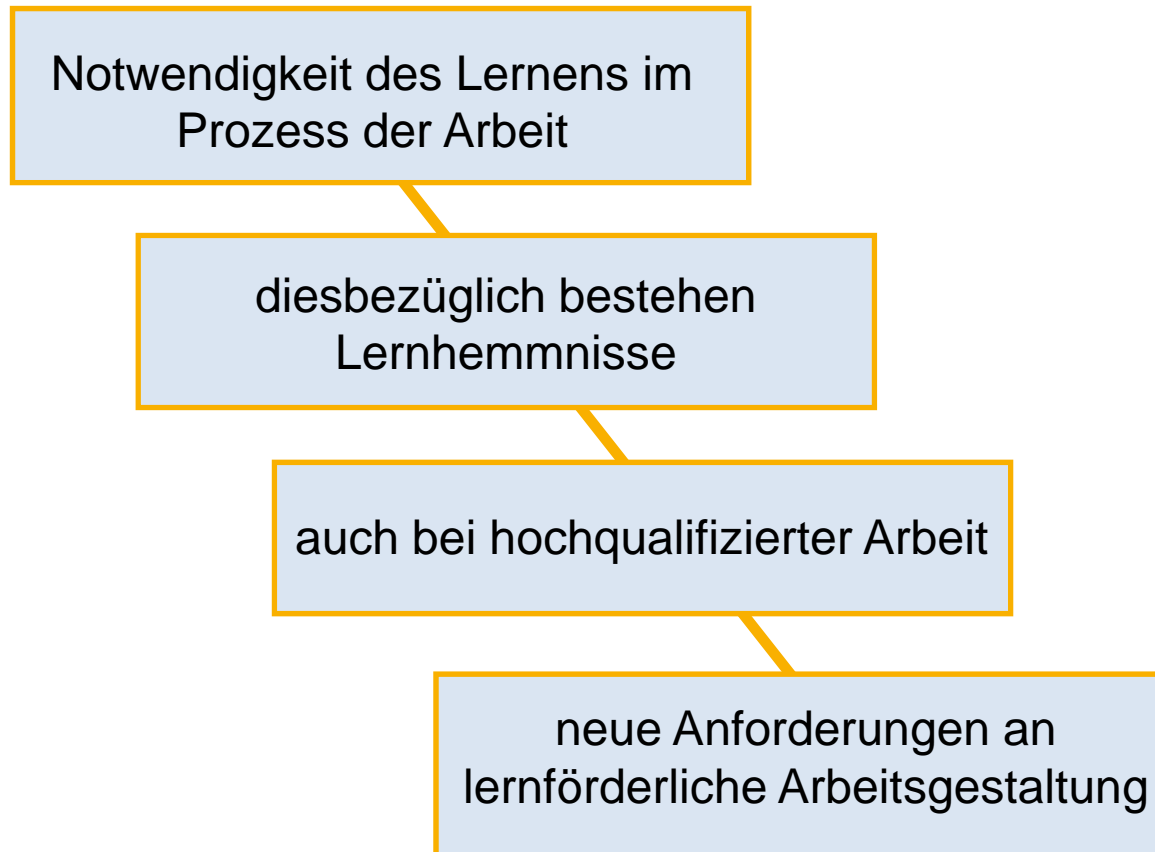 Notwendigkeit des Lernens im
Prozess der Arbeit
diesbezüglich bestehen
Lernhemmnisse
auch bei hochqualifizierter Arbeit
neue Anforderungen an
lernförderliche Arbeitsgestaltung